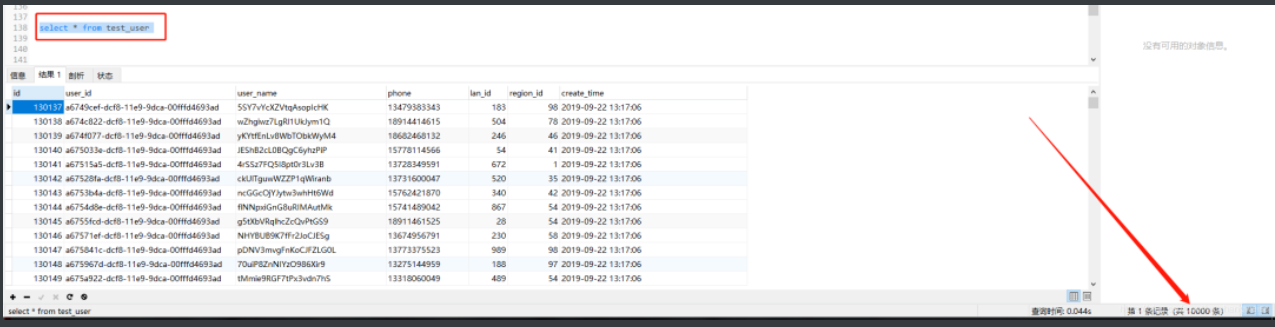 136
137
138 select * from test_user
139
140
141
没有可用的对象信息。
信息 结果 1 剖析 状态
id user_id user_name phone lan_id region_id create_time
130137 a6749cef-dcf8-11e9-9dca-00fffd4693ad 5SY7vYcXZVtqAsopIcHK 13479383343 183 98 2019-09-22 13:17:06
130138 a674c822-dcf8-11e9-9dca-00fffd4693ad wZhgiwz7LgRI1UkJym1Q 18914414615 504 78 2019-09-22 13:17:06
130139 a674f077-dcf8-11e9-9dca-00fffd4693ad yKYtfEnLv8WbTObkWyM4 18682468132 246 46 2019-09-22 13:17:06
130140 a675033e-dcf8-11e9-9dca-00fffd4693ad JEShB2cL0BQgC6yhzPiP 15778114566 54 41 2019-09-22 13:17:06
130141 a67515a5-dcf8-11e9-9dca-00fffd4693ad 4rSSz7FQ5I8pt0r3Lv3B 13728349591 672 1 2019-09-22 13:17:06
130142 a67528fa-dcf8-11e9-9dca-00fffd4693ad ckUITguwWZZP1qWiranb 13731600047 520 35 2019-09-22 13:17:06
130143 a6753b4a-dcf8-11e9-9dca-00fffd4693ad ncGGcOjYJytw3whHt6Wd 15762421870 340 42 2019-09-22 13:17:06
130144 a6754d8e-dcf8-11e9-9dca-00fffd4693ad fINNpxiGnG8uRIMAutMk 15741489042 867 54 2019-09-22 13:17:06
130145 a6755fcd-dcf8-11e9-9dca-00fffd4693ad g5tXbVRqlhcZcQvPtGS9 18911461525 28 54 2019-09-22 13:17:06
130146 a67571ef-dcf8-11e9-9dca-00fffd4693ad NHYBUB9K7fFr2JoCJESg 13674956791 230 58 2019-09-22 13:17:06
130147 a675841c-dcf8-11e9-9dca-00fffd4693ad pDNV3mvgFnKoCJFZLG0L 13773375523 989 98 2019-09-22 13:17:06
130148 a675967d-dcf8-11e9-9dca-00fffd4693ad 70uiP8ZnNIYzO986Xir9 13275144959 188 97 2019-09-22 13:17:06
130149 a675a922-dcf8-11e9-9dca-00fffd4693ad tMmie9RGF7tPx3vdn7hS 13318060049 489 54 2019-09-22 13:17:06
select * from test_user 查询时间: 0.044s 第 1 条记录 (共 10000 条)